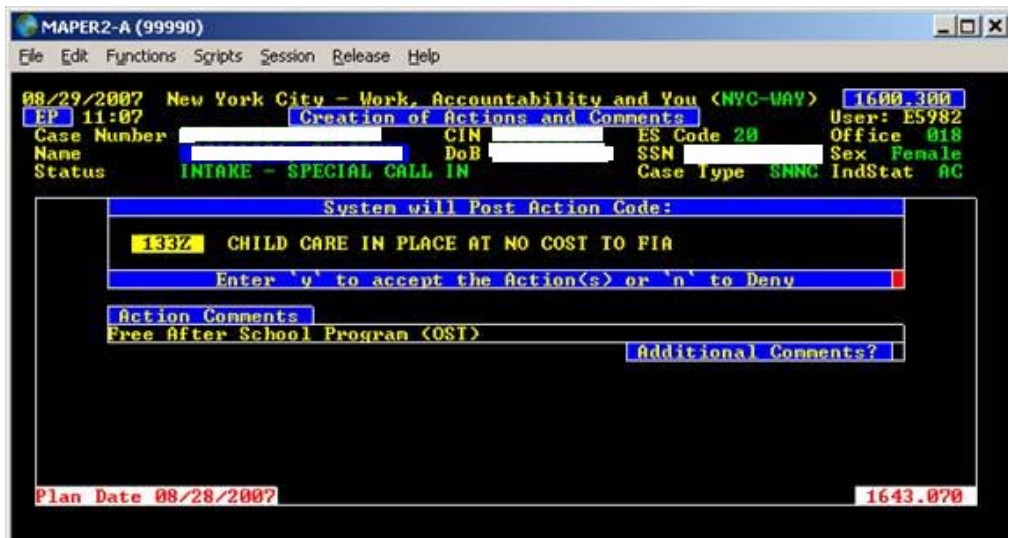 MAPER2-A (99990)
File Edit Functions Scripts Session Release Help
08/29/2007 New York City - Work, Accountability and You (NYC-WAY) 1600.300
EP 11:07 Creation of Actions and Comments User: E5982
Case Number CIN ES Code 20 Office 018
Name DoB SSN Sex Female
Status INTAKE - SPECIAL CALL IN Case Type SNNC IndStat AC
System will Post Action Code:
133Z CHILD CARE IN PLACE AT NO COST TO FIA
Enter 'y' to accept the Action(s) or 'n' to Deny
Action Comments
Free After School Program (OST)
Additional Comments?
Plan Date 08/28/2007 1643.070